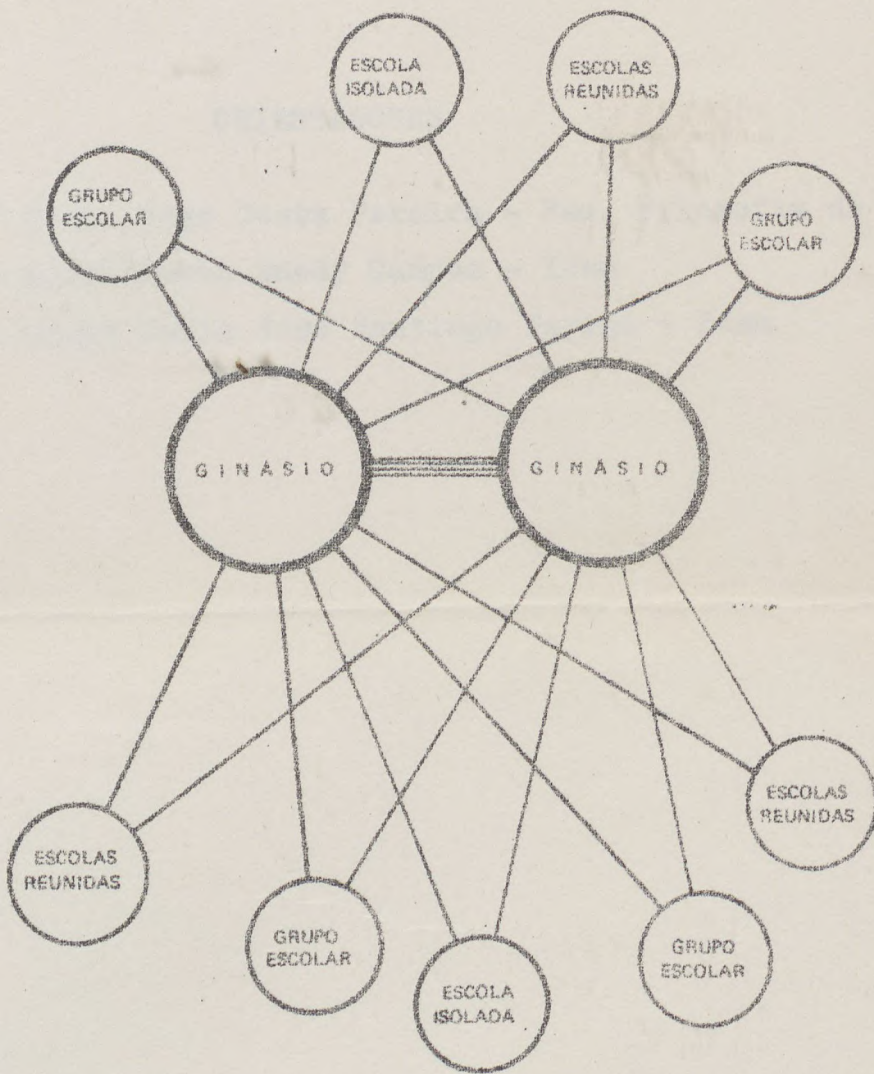 ESCOLA
ISOLADA
ESCOLAS
REUNIDAS
GRUPO
ESCOLAR
GRUPO
ESCOLAR
GINÁSIO
GINÁSIO
ESCOLAS
REUNIDAS
ESCOLAS
REUNIDAS
GRUPO
ESCOLAR
GRUPO
ESCOLAR
ESCOLA
ISOLADA